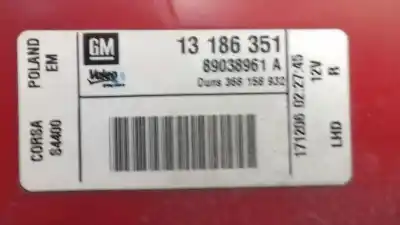 GM
13 186 351
Valeo
89038961 A
Duns 368 158 932
POLAND
EM
CORSA
S4400
171206 02:27:45
12V
R
LHD